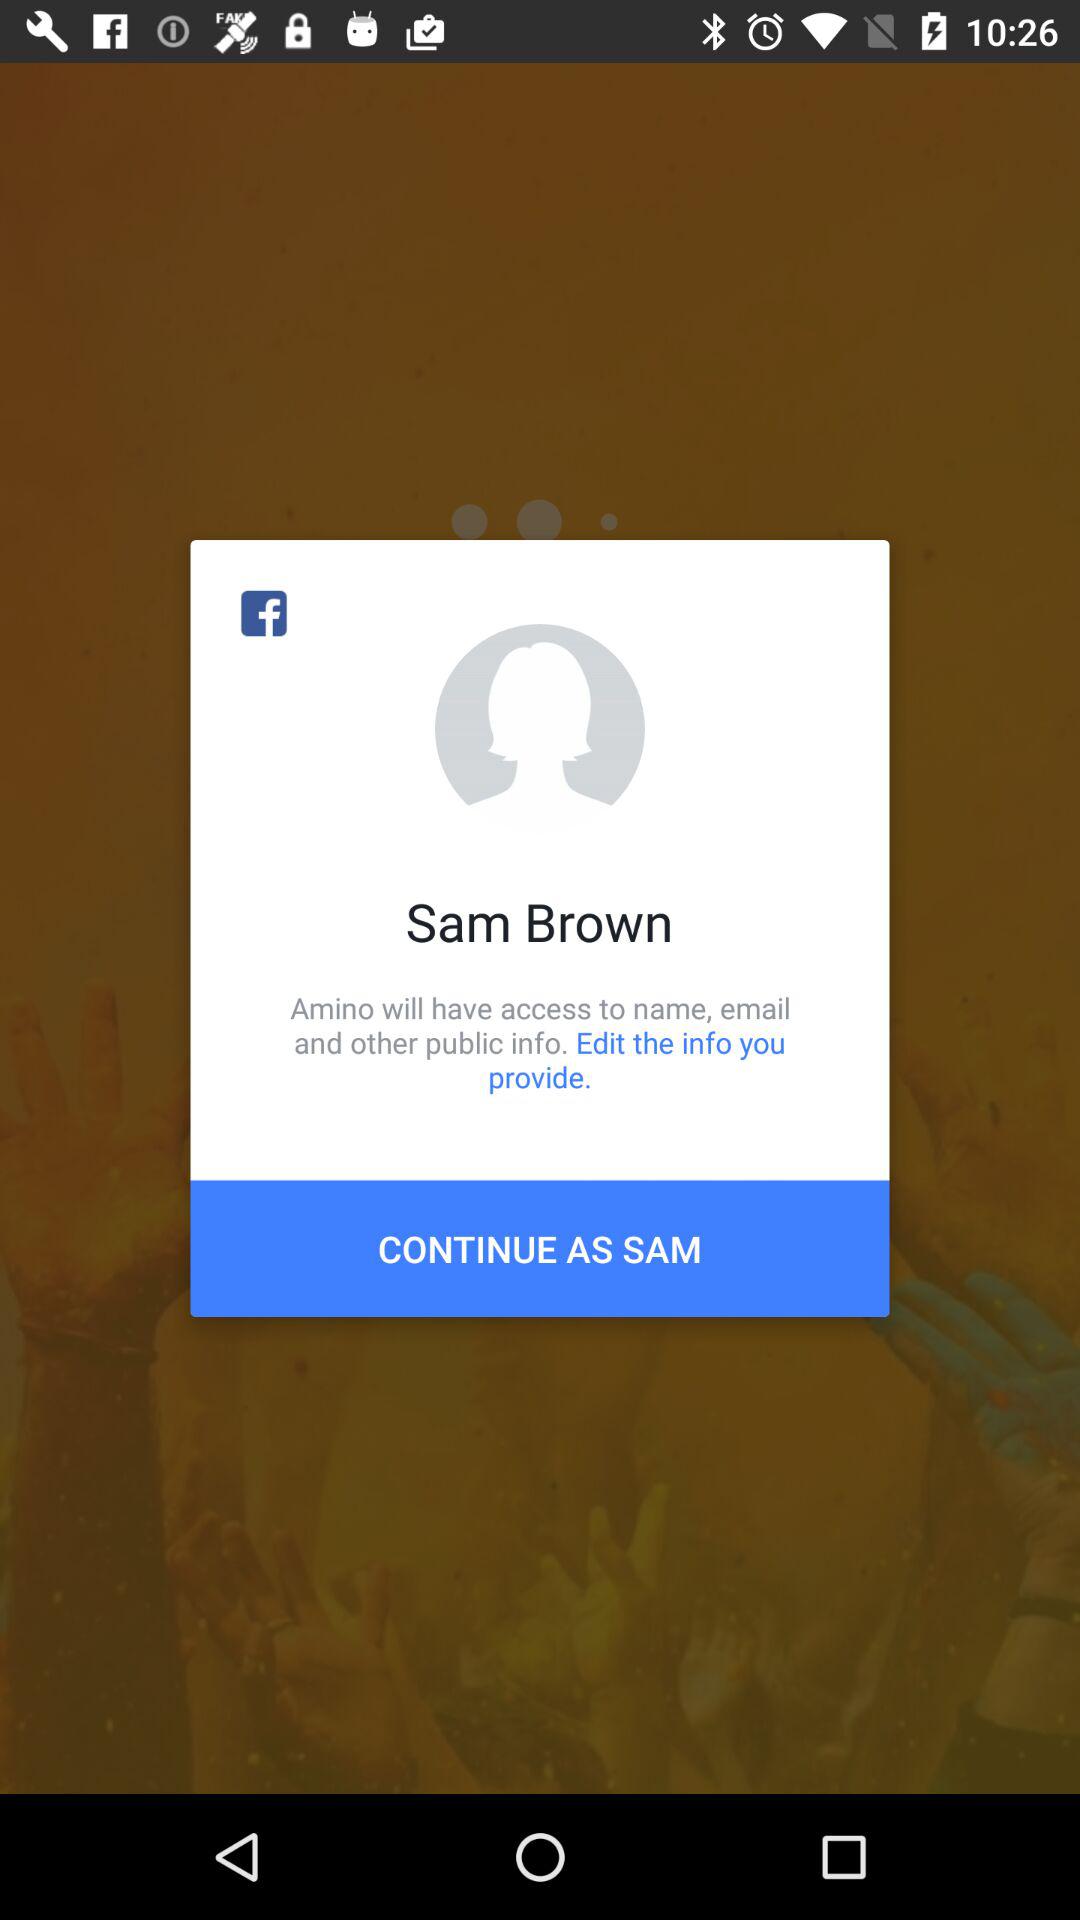 FAKE
10:26
Sam Brown
Amino will have access to name, email
and other public info. Edit the info you
provide.
CONTINUE AS SAM